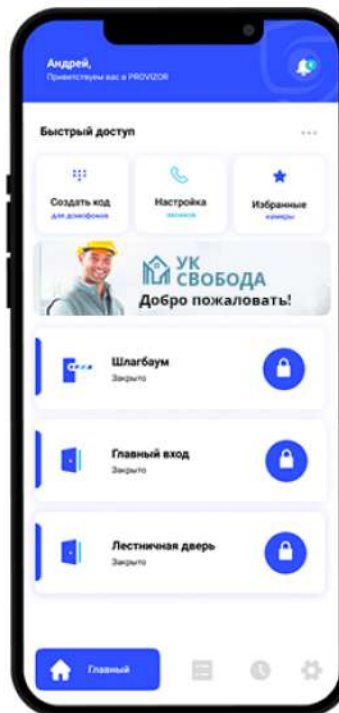 Андрей,
Приветствуем вас в PROVIZOR
Быстрый доступ
Создать код
для домофонов
Настройка
звонков
Избранные
камеры
УК
СВОБОДА
Добро пожаловать!
Шлагбаум
Закрыто
Главный вход
Закрыто
Лестничная дверь
Закрыто
Главный